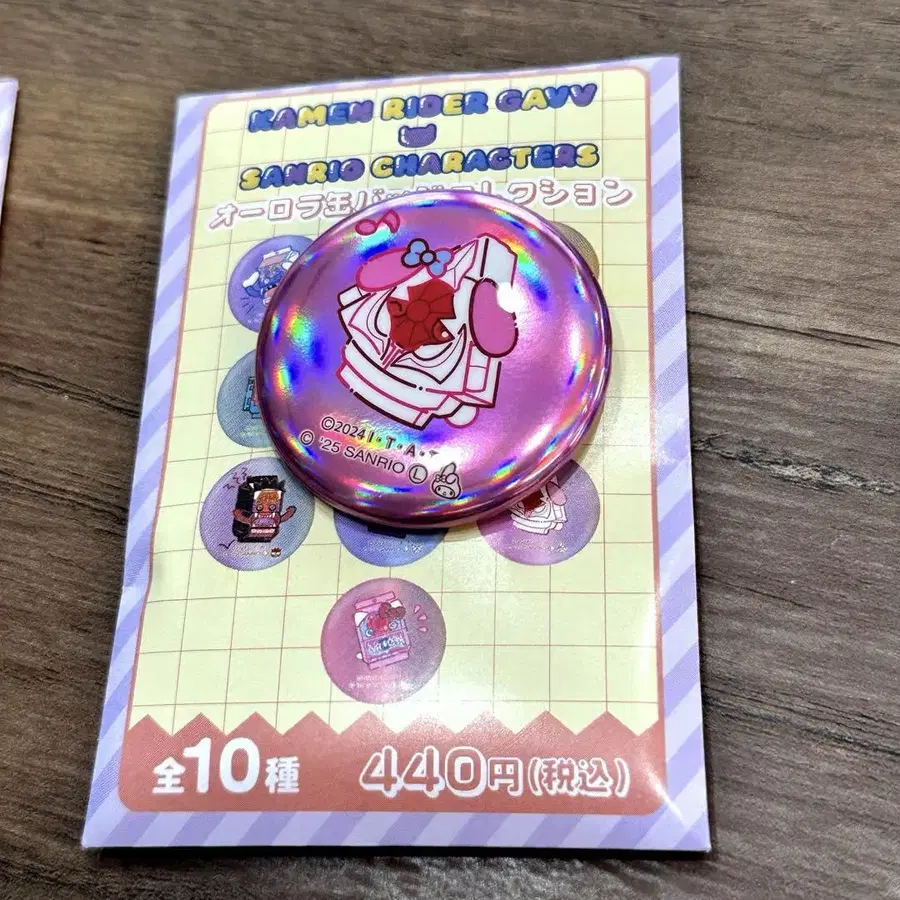 KAMEN RIDER GAVV
SANRIO CHARACTERS
オーロラ缶バッジコレクション
©2024 I・T・A・
© '25 SANRIO Ⓛ
全10種
440円(税込)